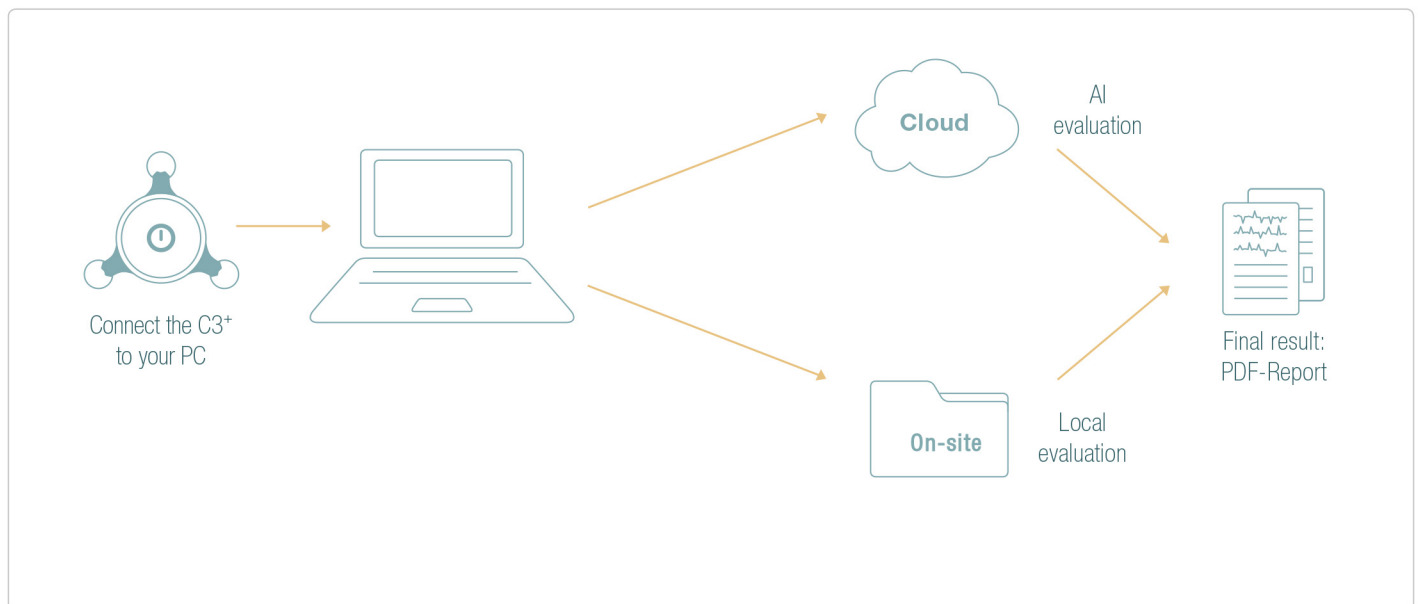 Connect the C3⁺
to your PC
Cloud
AI
evaluation
On-site
Local
evaluation
Final result:
PDF-Report